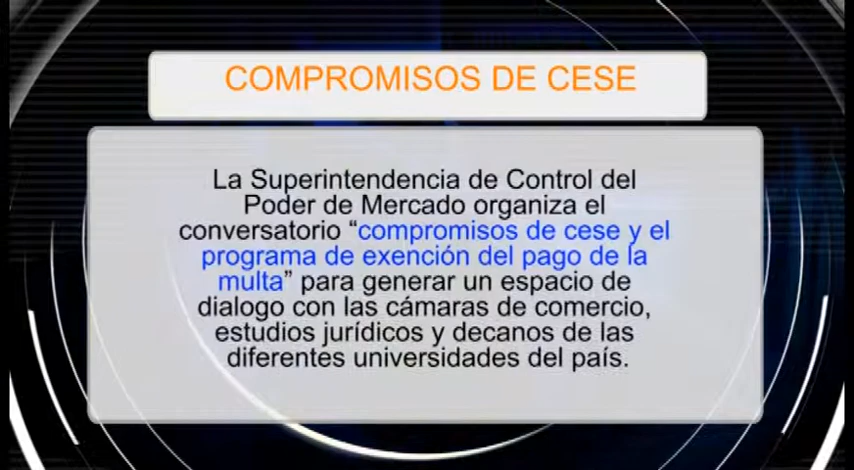 COMPROMISOS DE CESE
La Superintendencia de Control del
Poder de Mercado organiza el
conversatorio “compromisos de cese y el
programa de exención del pago de la
multa” para generar un espacio de
dialogo con las cámaras de comercio,
estudios jurídicos y decanos de las
diferentes universidades del país.